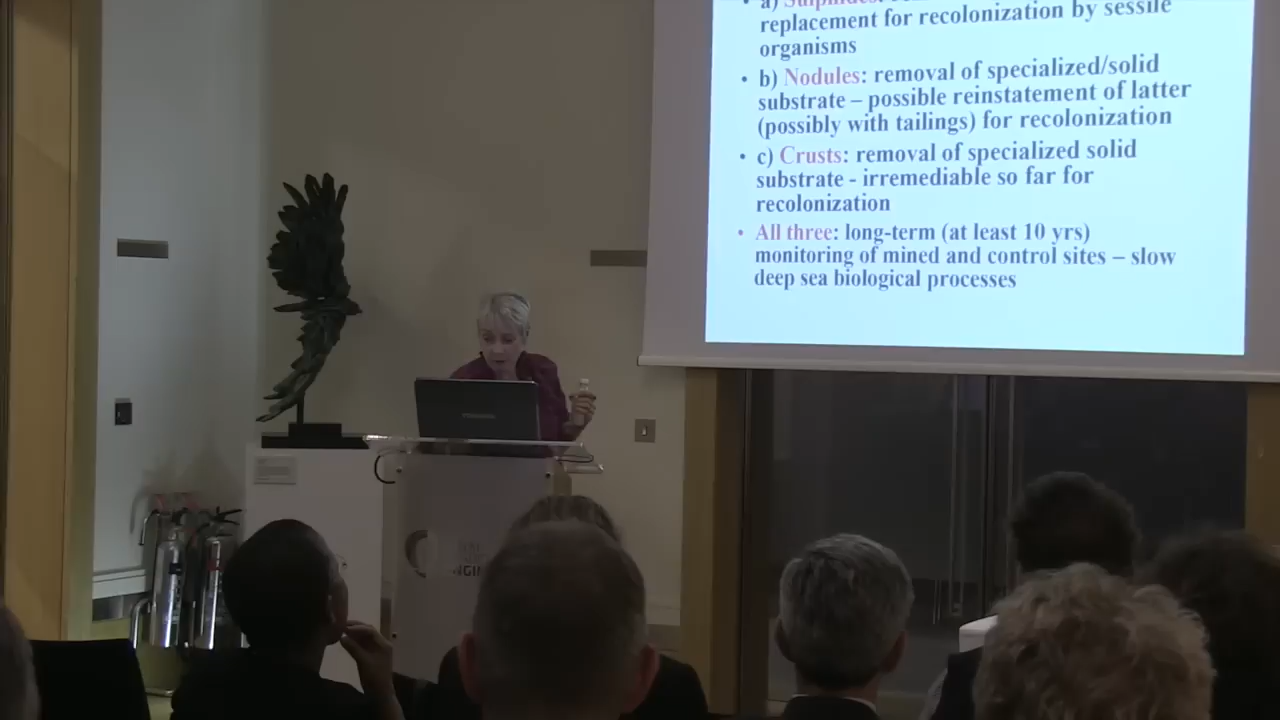 • a) Sulphides:
replacement for recolonization by sessile
organisms
• b) Nodules: removal of specialized/solid
substrate – possible reinstatement of latter
(possibly with tailings) for recolonization
• c) Crusts: removal of specialized solid
substrate - irremediable so far for
recolonization
• All three: long-term (at least 10 yrs)
monitoring of mined and control sites – slow
deep sea biological processes